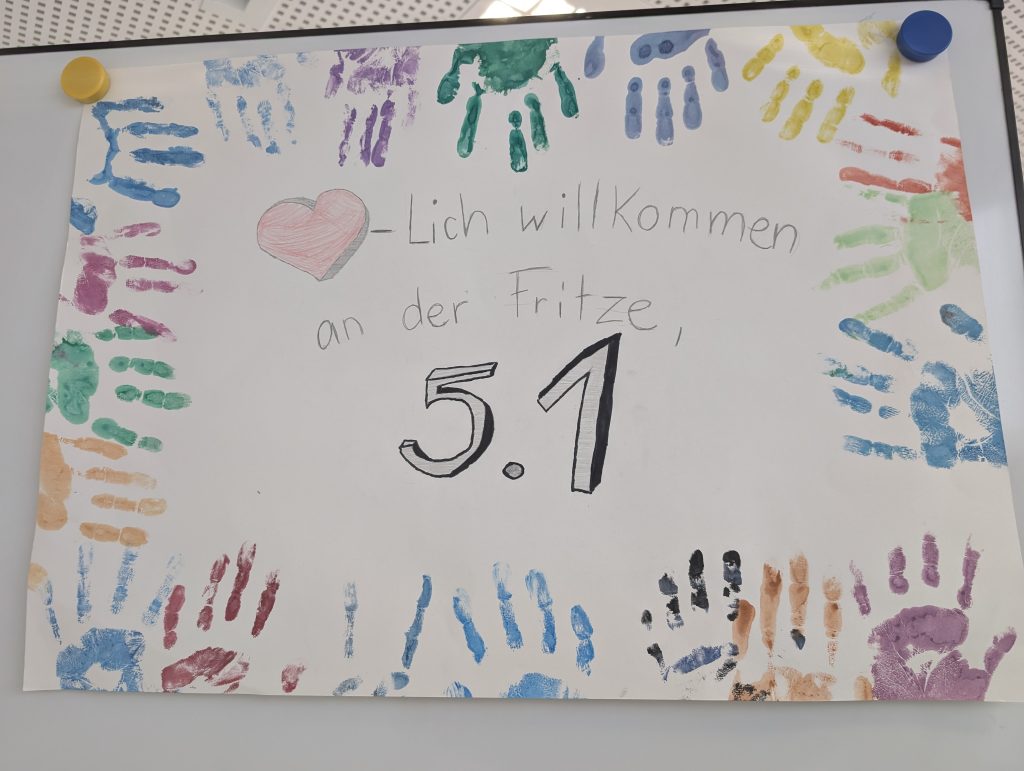 -Lich willkommen
an der Fritze,
5.1